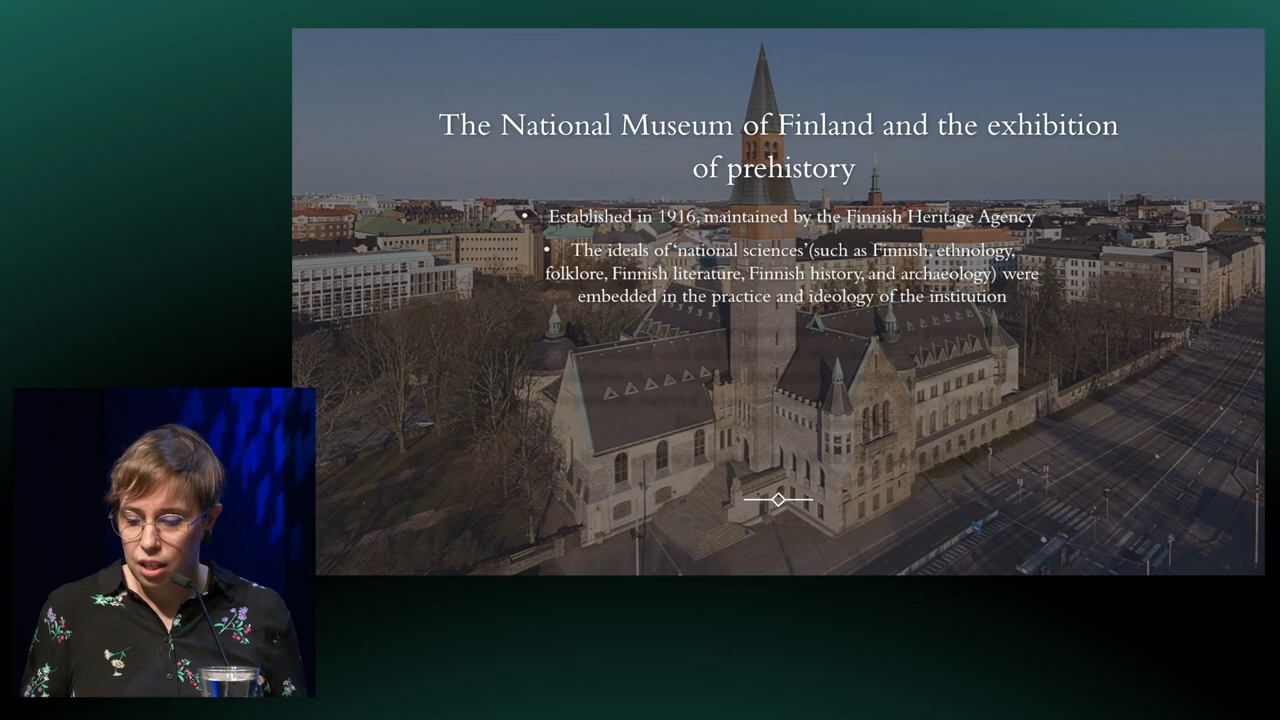 The National Museum of Finland and the exhibition
of prehistory
• Established in 1916, maintained by the Finnish Heritage Agency
• The ideals of ‘national sciences’ (such as Finnish, ethnology,
folklore, Finnish literature, Finnish history, and archaeology) were
embedded in the practice and ideology of the institution